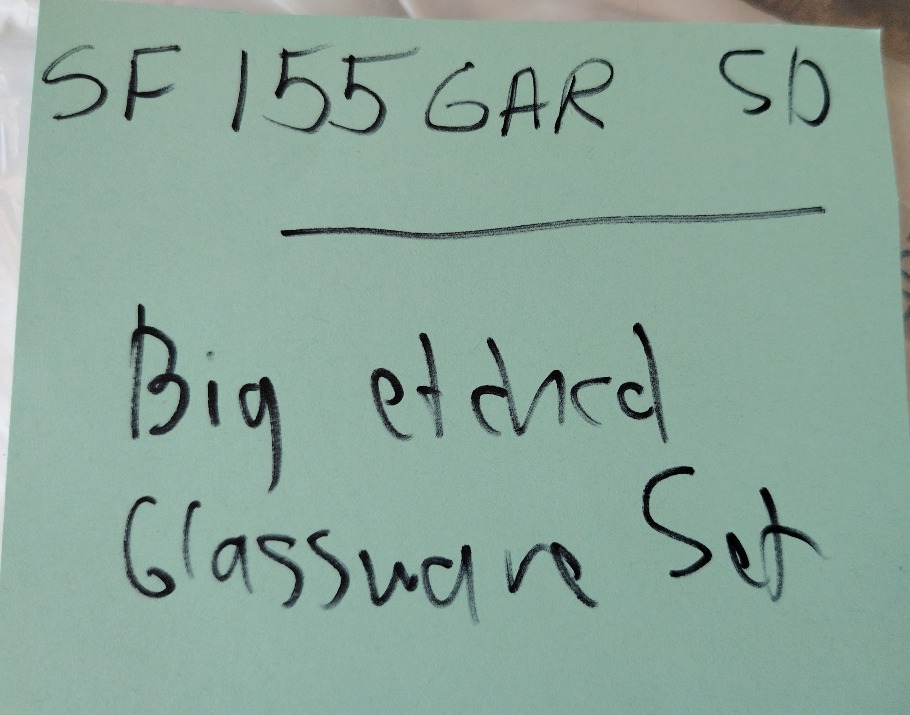 SF 155 GAR SD
Big etched
Glassware Set